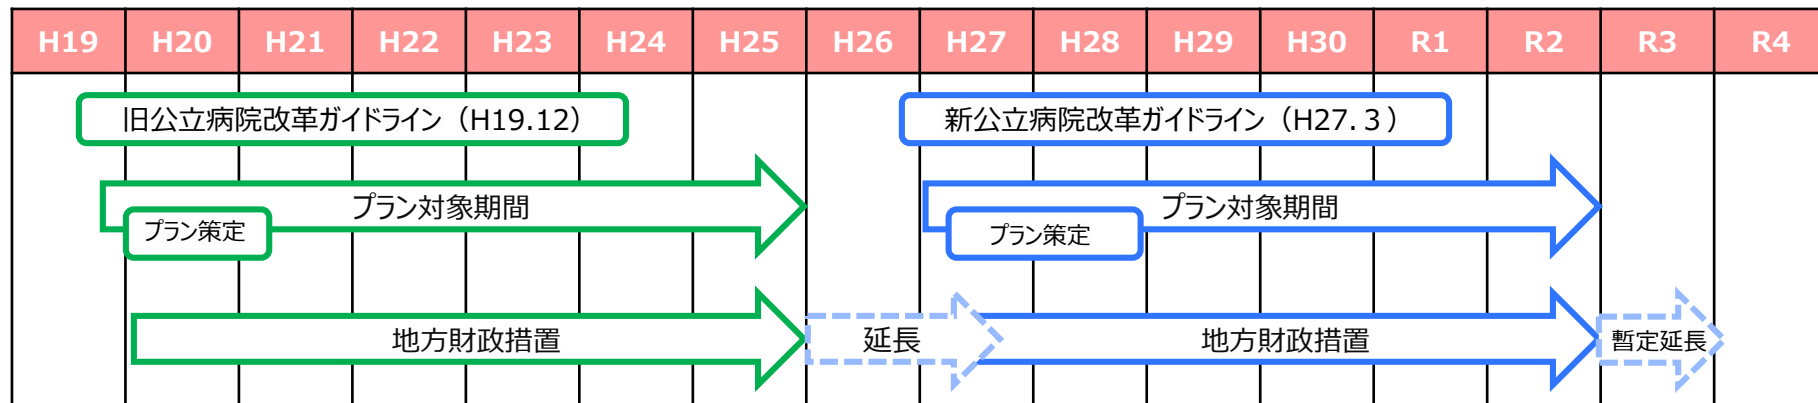 H19 H20 H21 H22 H23 H24 H25 H26 H27 H28 H29 H30 R1 R2 R3 R4
旧公立病院改革ガイドライン（H19.12） 新公立病院改革ガイドライン（H27.３）
プラン対象期間 プラン対象期間
プラン策定 プラン策定
地方財政措置 延長 地方財政措置 暫定延長